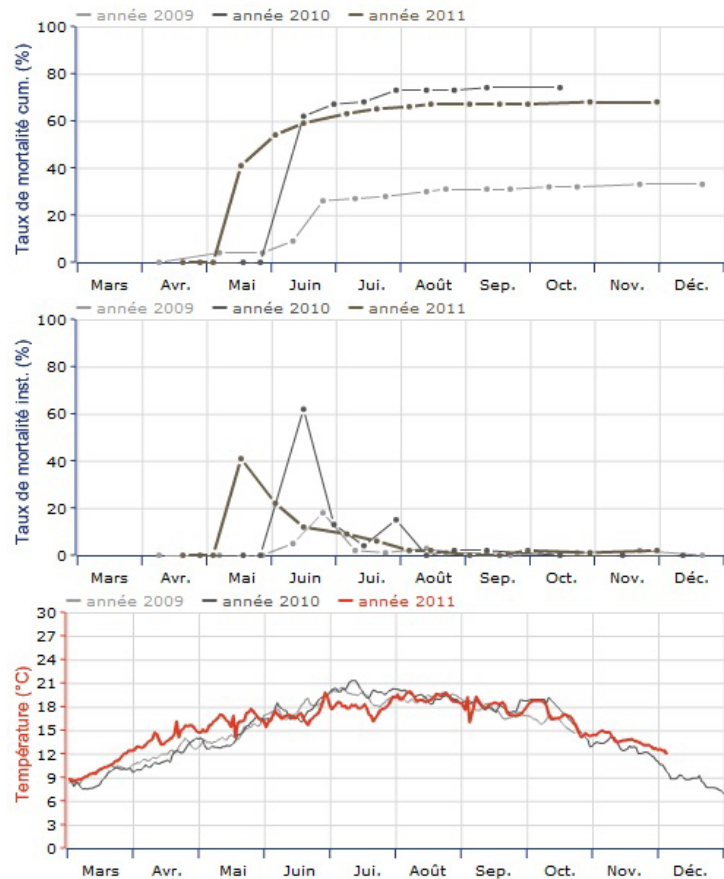 année 2009 année 2010 année 2011
Taux de mortalité cum. (%)
100
80
60
40
20
0
Mars Avr. Mai Juin Jui. Août Sep. Oct. Nov. Déc.
année 2009 année 2010 année 2011
Taux de mortalité inst. (%)
100
80
60
40
20
0
Mars Avr. Mai Juin Jui. Août Sep. Oct. Nov. Déc.
année 2009 année 2010 année 2011
Température (°C)
30
27
24
21
18
15
12
9
6
3
0
Mars Avr. Mai Juin Jui. Août Sep. Oct. Nov. Déc.